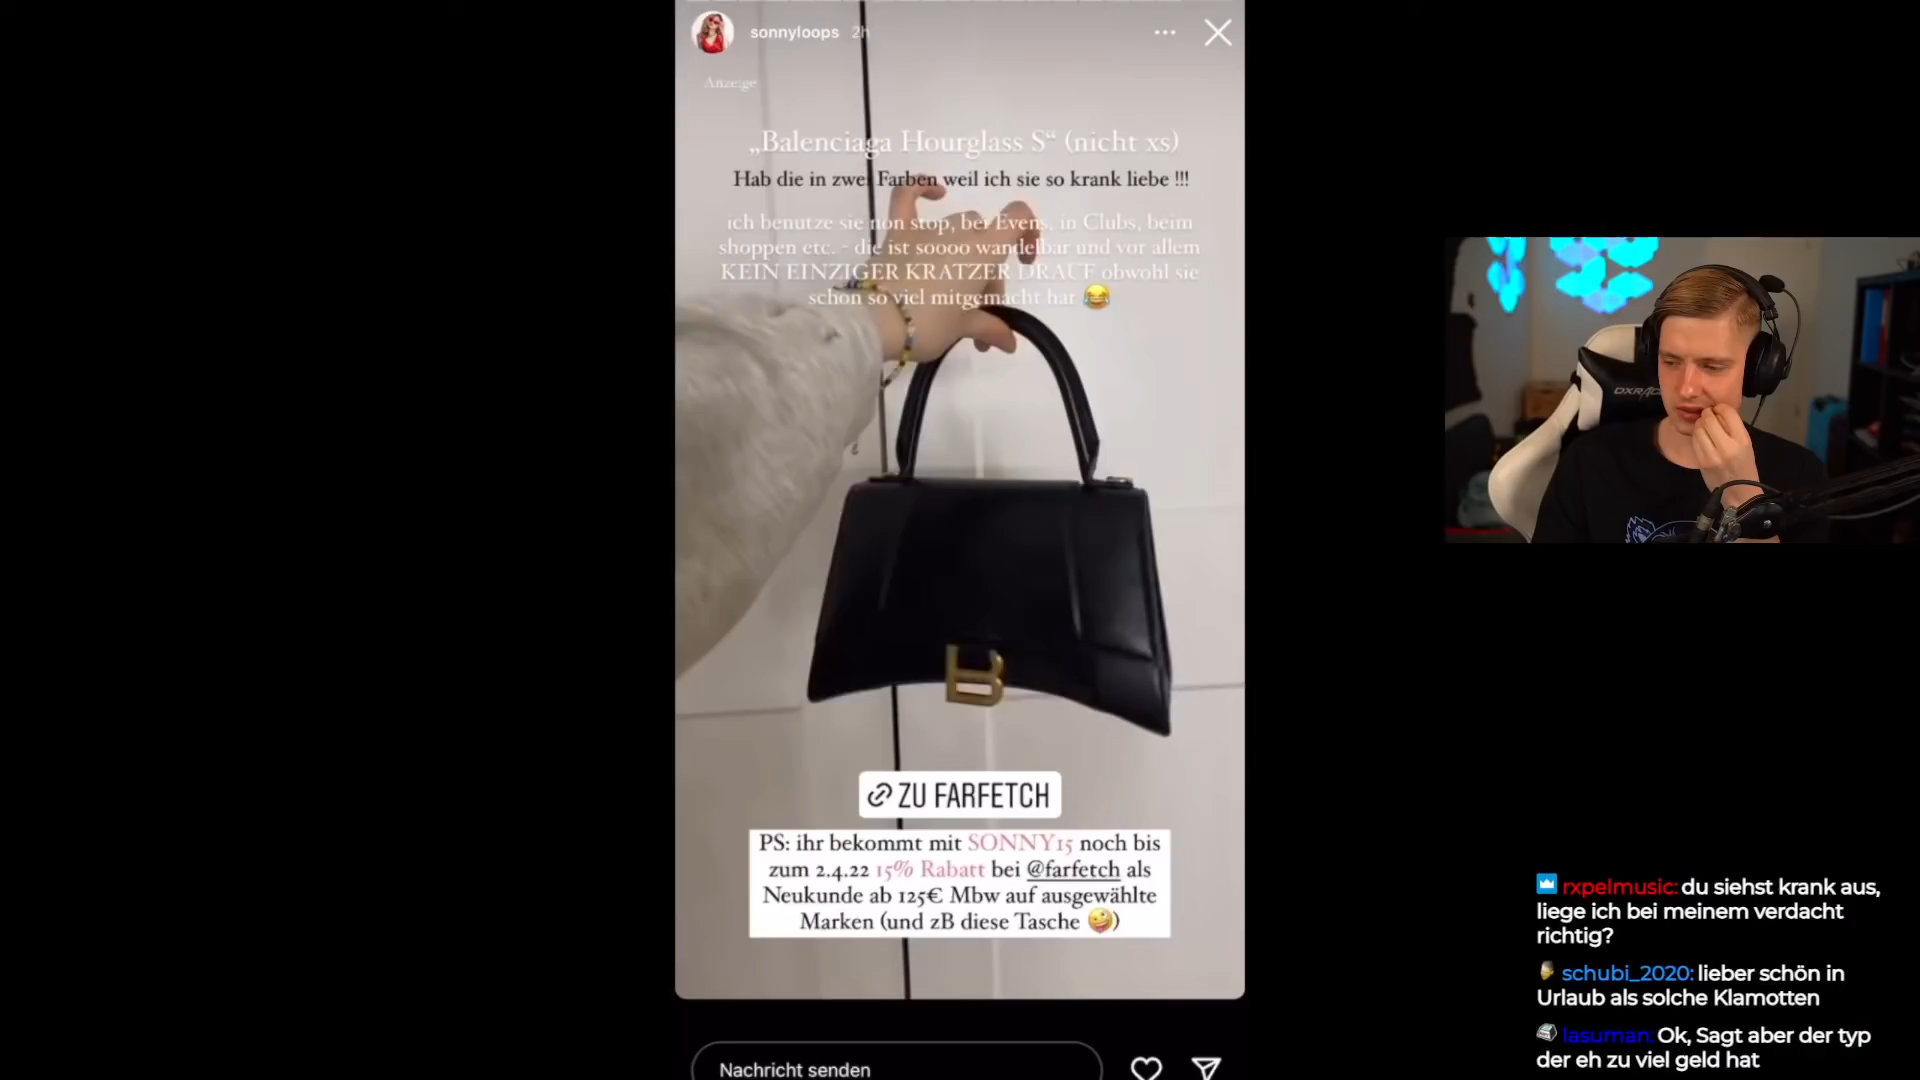 sonnyloops 2h
Anzeige
„Balenciaga Hourglass S“ (nicht xs)
Hab die in zwei Farben weil ich sie so krank liebe !!!
ich benutze sie non stop, bei Evens, in Clubs, beim
shoppen etc. - die ist soooo wandelbar und vor allem
KEIN EINZIGER KRATZER DRAUF obwohl sie
schon so viel mitgemacht hat 😂
B
ZU FARFETCH
PS: ihr bekommt mit SONNY15 noch bis
zum 2.4.22 15% Rabatt bei @farfetch als
Neukunde ab 125€ Mbw auf ausgewählte
Marken (und zB diese Tasche 🤪)
Nachricht senden
rxpelmusic: du siehst krank aus,
liege ich bei meinem verdacht
richtig?
schubi_2020: lieber schön in
Urlaub als solche Klamotten
lasuman: Ok, Sagt aber der typ
der eh zu viel geld hat